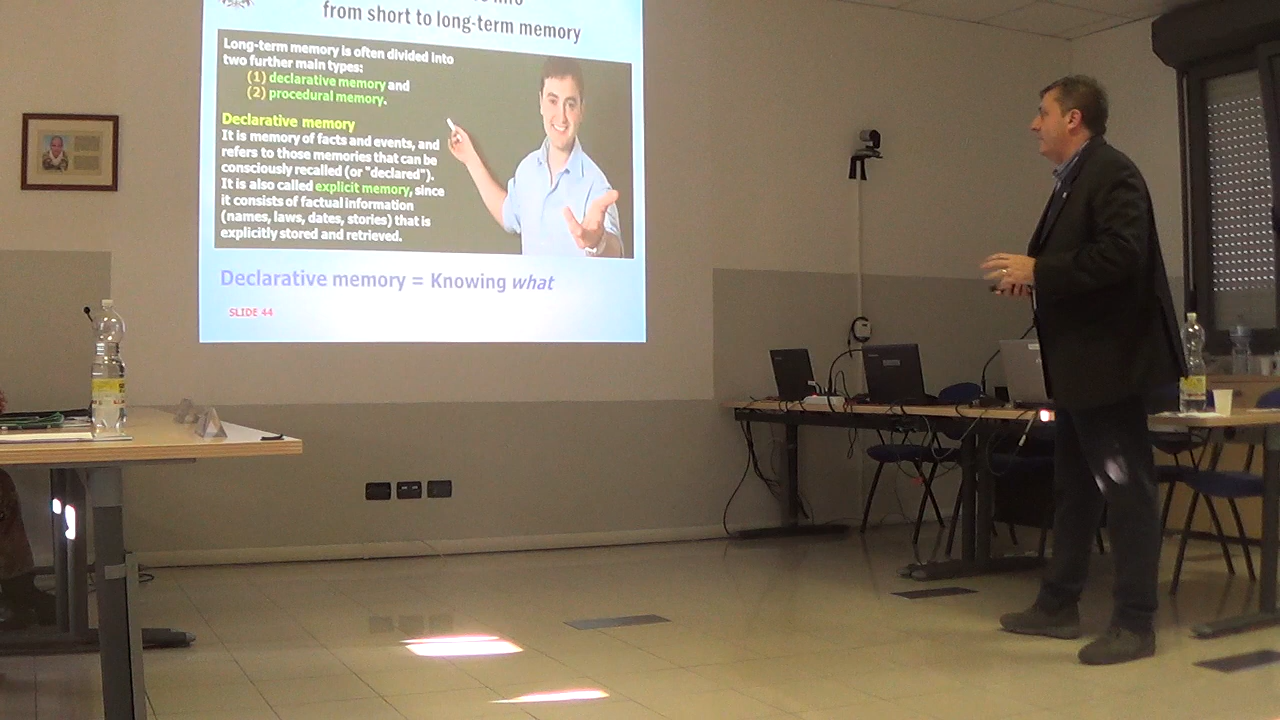 from short to long-term memory
Long-term memory is often divided into
two further main types:
(1) declarative memory and
(2) procedural memory.
Declarative memory
It is memory of facts and events, and
refers to those memories that can be
consciously recalled (or "declared").
It is also called explicit memory, since
it consists of factual information
(names, laws, dates, stories) that is
explicitly stored and retrieved.
Declarative memory = Knowing what
SLIDE 44